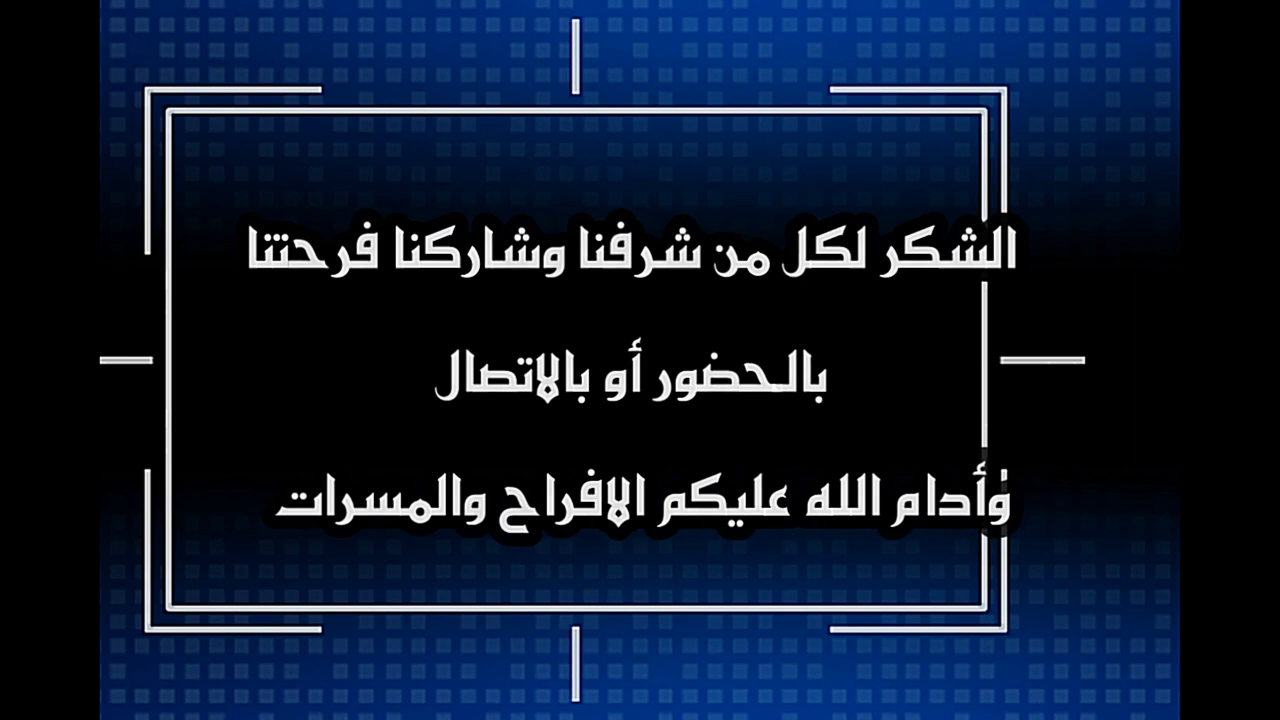 الشكر لكل من شرفنا وشاركنا فرحتنا
بالحضور أو بالاتصال
وأدام الله عليكم الافراح والمسرات